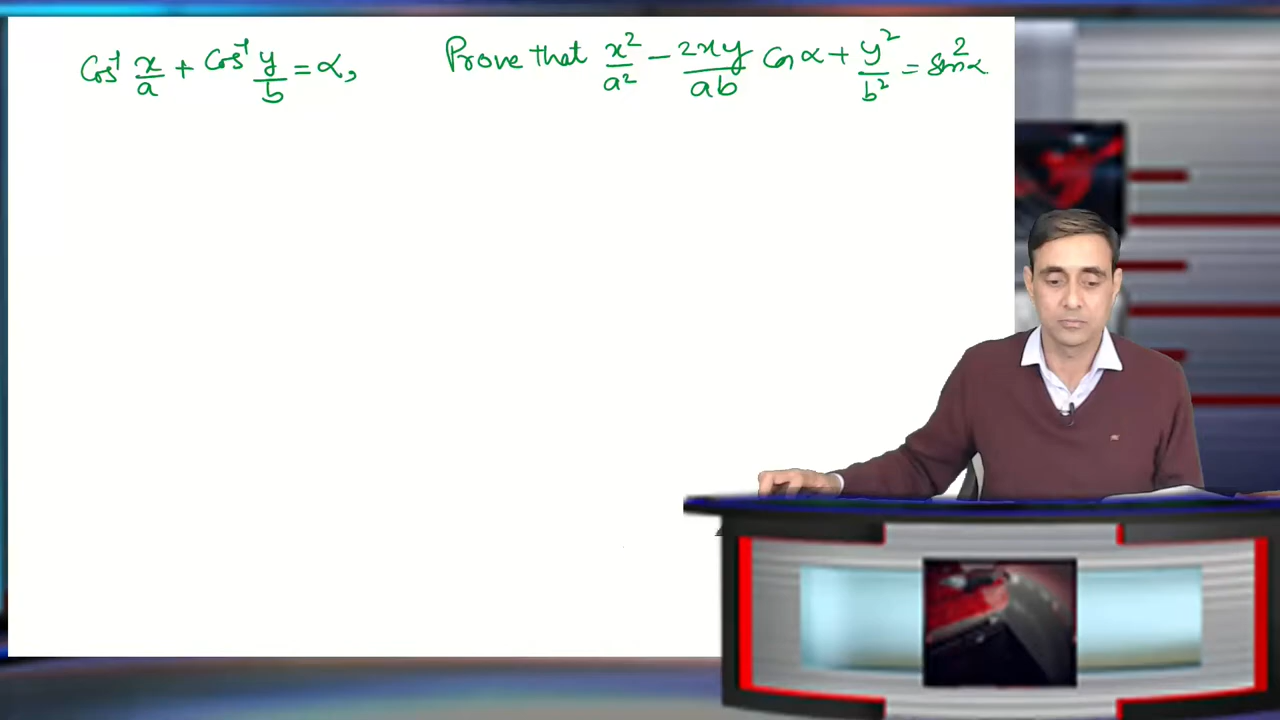 Cos⁻¹ x/a + Cos⁻¹ y/b = α, Prove that x²/a² − 2xy/ab Cos α + y²/b² = sin²α